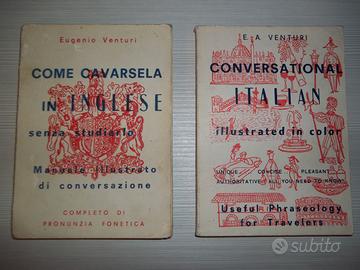 Eugenio Venturi
COME CAVARSELA
in INGLESE
senza studiarlo
Manuale illustrato
di conversazione
COMPLETO DI
PRONUNZIA FONETICA
E. A. VENTURI
CONVERSATIONAL
ITALIAN
illustrated in color
UNIQUE CONCISE PLEASANT
AUTHORITATIVE ALL YOU NEED TO KNOW
Useful Phraseology
for Travelers
subito